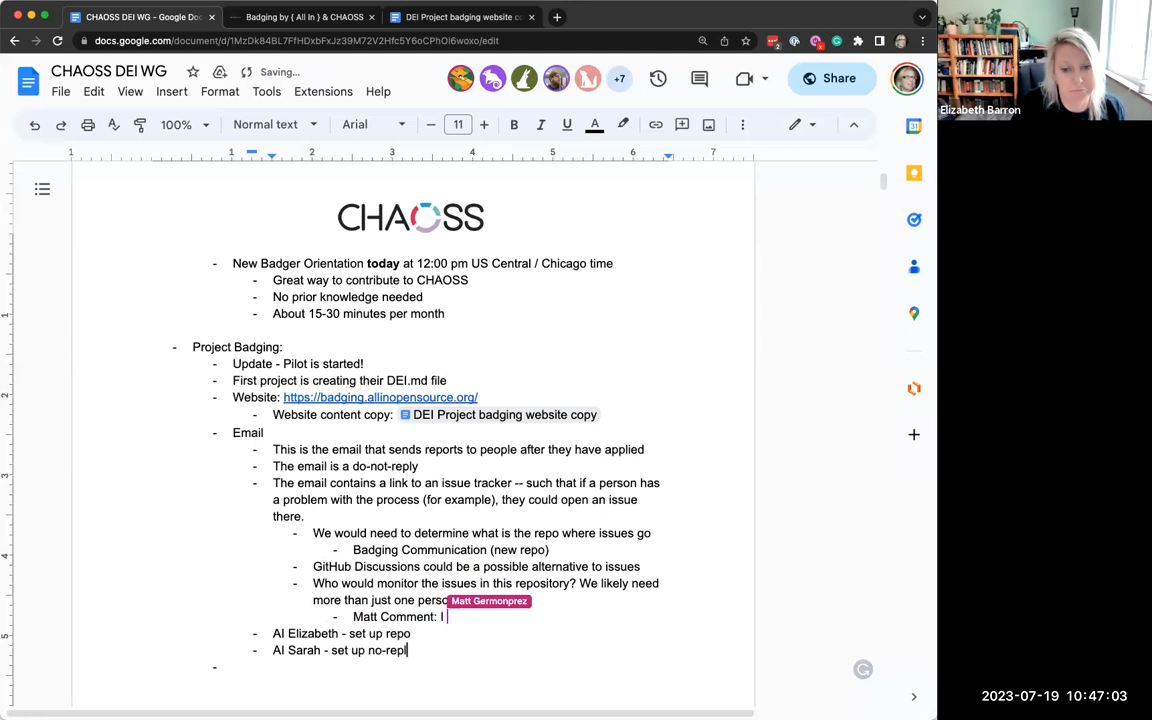 CHAOSS DEI WG - Google Doc
Badging by { All In } & CHAOSS
DEI Project badging website co
docs.google.com/document/d/1MzDk84BL7FfHDxbFxJz39M72V2Hfc5Y6oCPhOl6woxo/edit
CHAOSS DEI WG
Saving...
File Edit View Insert Format Tools Extensions Help
+7
Share
100% Normal text Arial 11
1 1 2 3 4 5 6 7
CHAOSS
- New Badger Orientation today at 12:00 pm US Central / Chicago time
- Great way to contribute to CHAOSS
- No prior knowledge needed
- About 15-30 minutes per month
- Project Badging:
- Update - Pilot is started!
- First project is creating their DEI.md file
- Website: https://badging.allinopensource.org/
- Website content copy: DEI Project badging website copy
- Email
- This is the email that sends reports to people after they have applied
- The email is a do-not-reply
- The email contains a link to an issue tracker -- such that if a person has
a problem with the process (for example), they could open an issue
there.
- We would need to determine what is the repo where issues go
- Badging Communication (new repo)
- GitHub Discussions could be a possible alternative to issues
- Who would monitor the issues in this repository? We likely need
more than just one perso
Matt Germonprez
- Matt Comment: I
- AI Elizabeth - set up repo
- AI Sarah - set up no-repl
-
Elizabeth Barron
2023-07-19 10:47:03